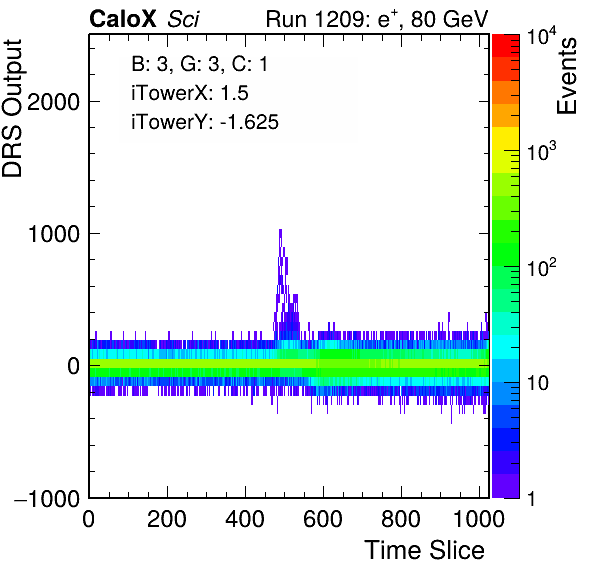 CaloX Sci Run 1209: e+, 80 GeV
B: 3, G: 3, C: 1
iTowerX: 1.5
iTowerY: -1.625
DRS Output
2000
1000
0
−1000
0 200 400 600 800 1000
Time Slice
Events
10^4
10^3
10^2
10
1